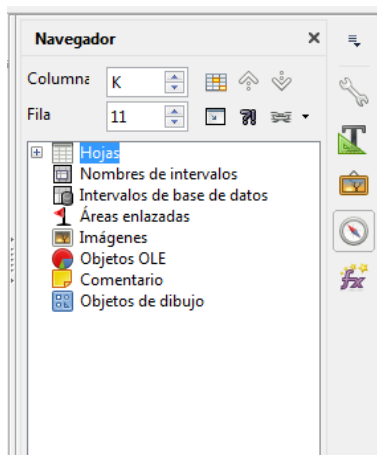 Navegador
Columna K
Fila 11
Hojas
Nombres de intervalos
Intervalos de base de datos
Áreas enlazadas
Imágenes
Objetos OLE
Comentario
Objetos de dibujo